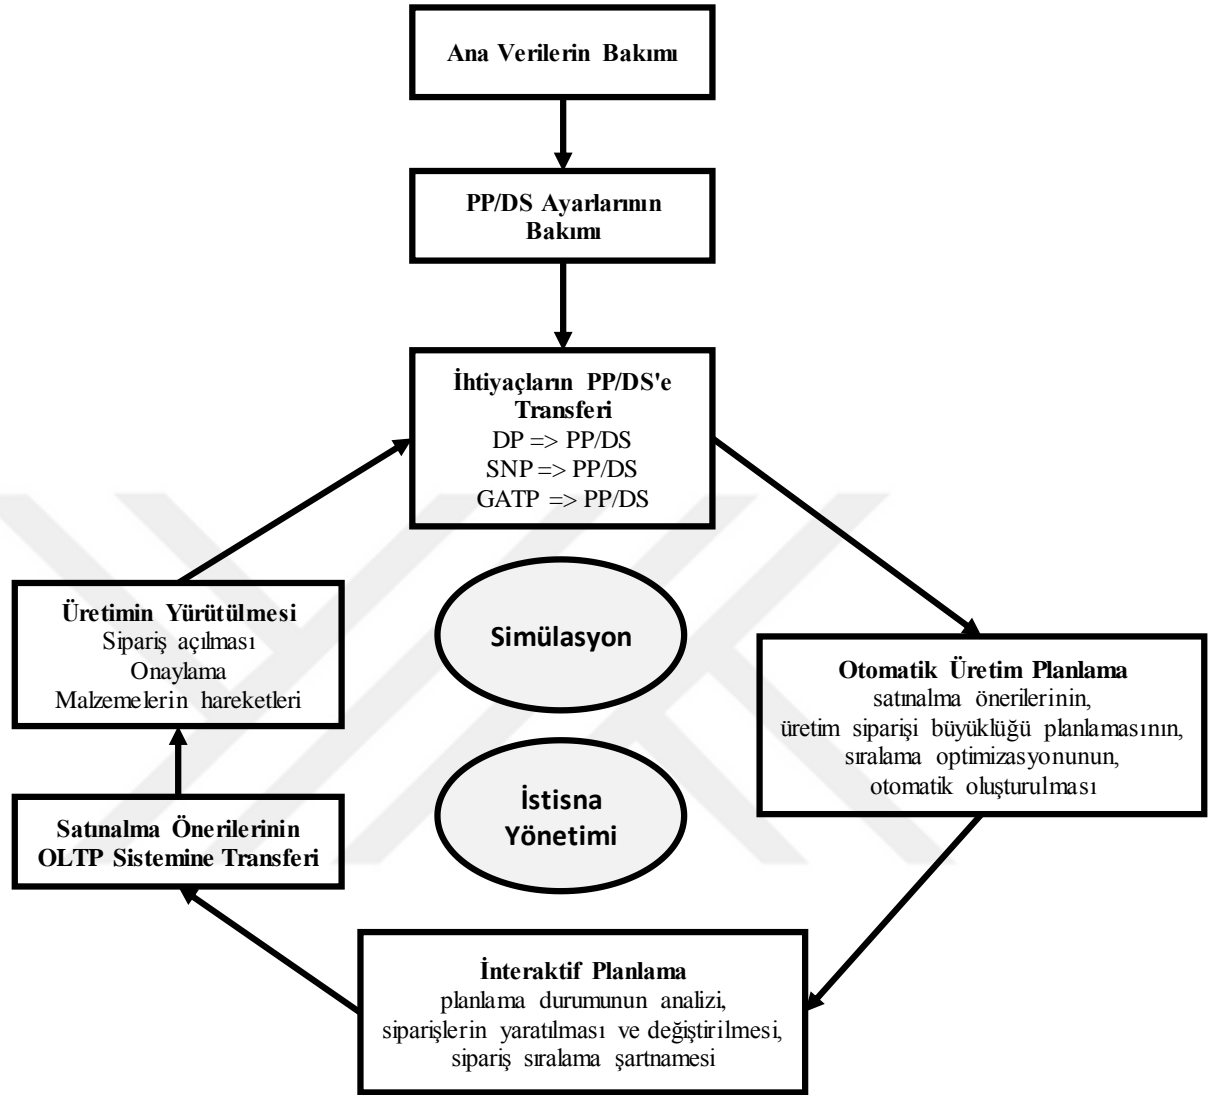 Ana Verilerin Bakımı
PP/DS Ayarlarının
Bakımı
İhtiyaçların PP/DS'e
Transferi
DP => PP/DS
SNP => PP/DS
GATP => PP/DS
Üretimin Yürütülmesi
Sipariş açılması
Onaylama
Malzemelerin hareketleri
Simülasyon
Otomatik Üretim Planlama
satınalma önerilerinin,
üretim siparişi büyüklüğü planlamasının,
sıralama optimizasyonunun,
otomatik oluşturulması
İstisna
Yönetimi
Satınalma Önerilerinin
OLTP Sistemine Transferi
İnteraktif Planlama
planlama durumunun analizi,
siparişlerin yaratılması ve değiştirilmesi,
sipariş sıralama şartnamesi